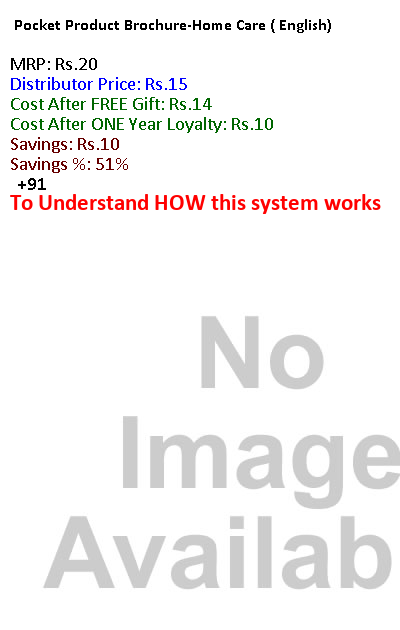 Pocket Product Brochure-Home Care ( English)
MRP: Rs.20
Distributor Price: Rs.15
Cost After FREE Gift: Rs.14
Cost After ONE Year Loyalty: Rs.10
Savings: Rs.10
Savings %: 51%
+91
To Understand HOW this system works
No
Image
Availab